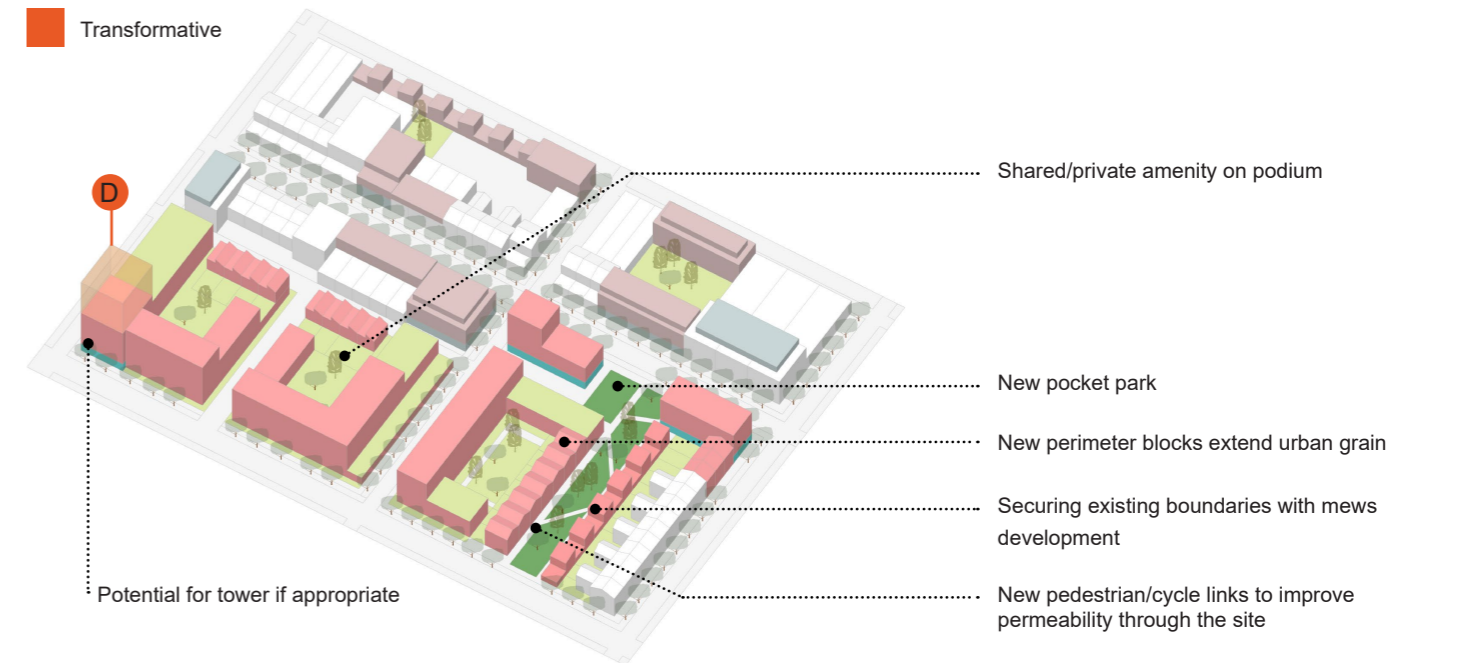 Transformative
D
Shared/private amenity on podium
New pocket park
New perimeter blocks extend urban grain
Securing existing boundaries with mews
development
New pedestrian/cycle links to improve
permeability through the site
Potential for tower if appropriate